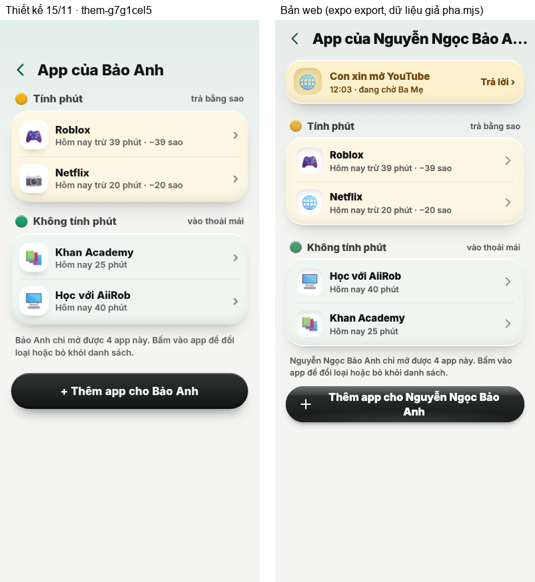 Thiết kế 15/11 · them-g7g1cel5
App của Bảo Anh
Tính phút
trả bằng sao
Roblox
Hôm nay trừ 39 phút · −39 sao
Netflix
Hôm nay trừ 20 phút · −20 sao
Không tính phút
vào thoải mái
Khan Academy
Hôm nay 25 phút
Học với AiiRob
Hôm nay 40 phút
Bảo Anh chỉ mở được 4 app này. Bấm vào app để đổi
loại hoặc bỏ khỏi danh sách.
+ Thêm app cho Bảo Anh
Bản web (expo export, dữ liệu giả pha.mjs)
App của Nguyễn Ngọc Bảo A...
Con xin mở YouTube
12:03 · đang chờ Ba Mẹ
Trả lời ›
Tính phút
trả bằng sao
Roblox
Hôm nay trừ 39 phút · −39 sao
Netflix
Hôm nay trừ 20 phút · −20 sao
Không tính phút
vào thoải mái
Học với AiiRob
Hôm nay 40 phút
Khan Academy
Hôm nay 25 phút
Nguyễn Ngọc Bảo Anh chỉ mở được 4 app này. Bấm vào
app để đổi loại hoặc bỏ khỏi danh sách.
+ Thêm app cho Nguyễn Ngọc Bảo
Anh